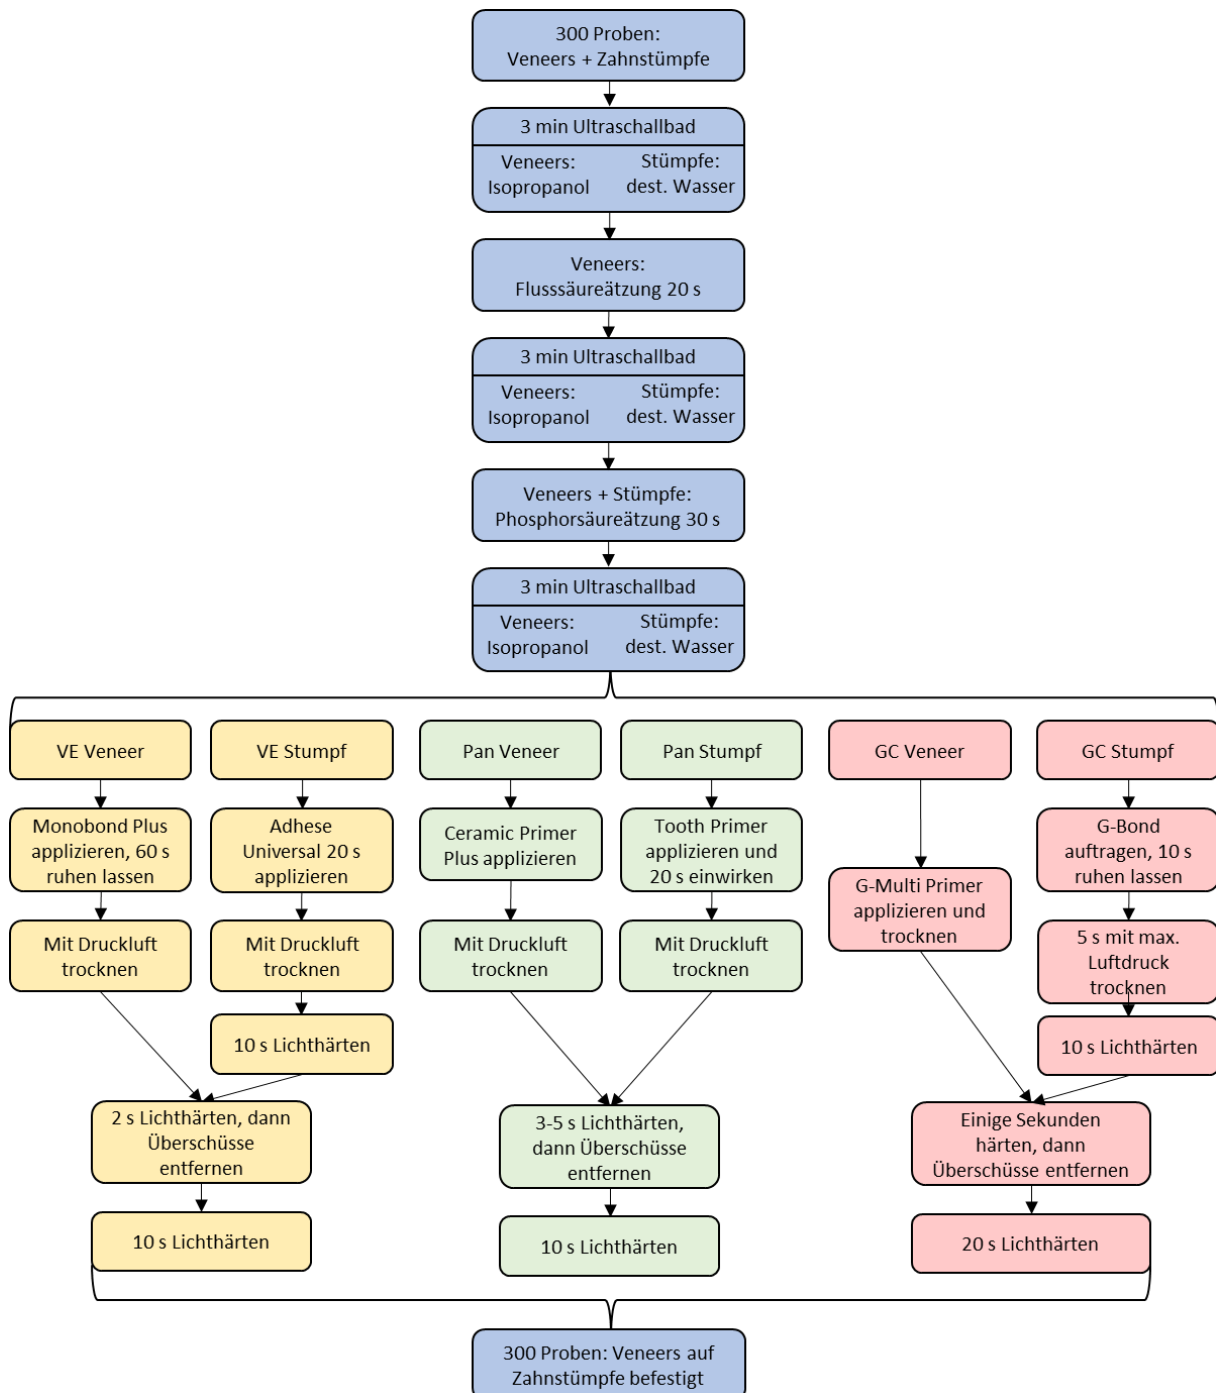 300 Proben:
Veneers + Zahnstümpfe
3 min Ultraschallbad
Veneers:
Isopropanol
Stümpfe:
dest. Wasser
Veneers:
Flusssäureätzung 20 s
3 min Ultraschallbad
Veneers:
Isopropanol
Stümpfe:
dest. Wasser
Veneers + Stümpfe:
Phosphorsäureätzung 30 s
3 min Ultraschallbad
Veneers:
Isopropanol
Stümpfe:
dest. Wasser
VE Veneer
Monobond Plus
applizieren, 60 s
ruhen lassen
Mit Druckluft
trocknen
VE Stumpf
Adhese
Universal 20 s
applizieren
Mit Druckluft
trocknen
10 s Lichthärten
2 s Lichthärten, dann
Überschüsse
entfernen
10 s Lichthärten
Pan Veneer
Ceramic Primer
Plus applizieren
Mit Druckluft
trocknen
Pan Stumpf
Tooth Primer
applizieren und
20 s einwirken
Mit Druckluft
trocknen
3-5 s Lichthärten,
dann Überschüsse
entfernen
10 s Lichthärten
GC Veneer
G-Multi Primer
applizieren und
trocknen
GC Stumpf
G-Bond
auftragen, 10 s
ruhen lassen
5 s mit max.
Luftdruck
trocknen
10 s Lichthärten
Einige Sekunden
härten, dann
Überschüsse entfernen
20 s Lichthärten
300 Proben: Veneers auf
Zahnstümpfe befestigt